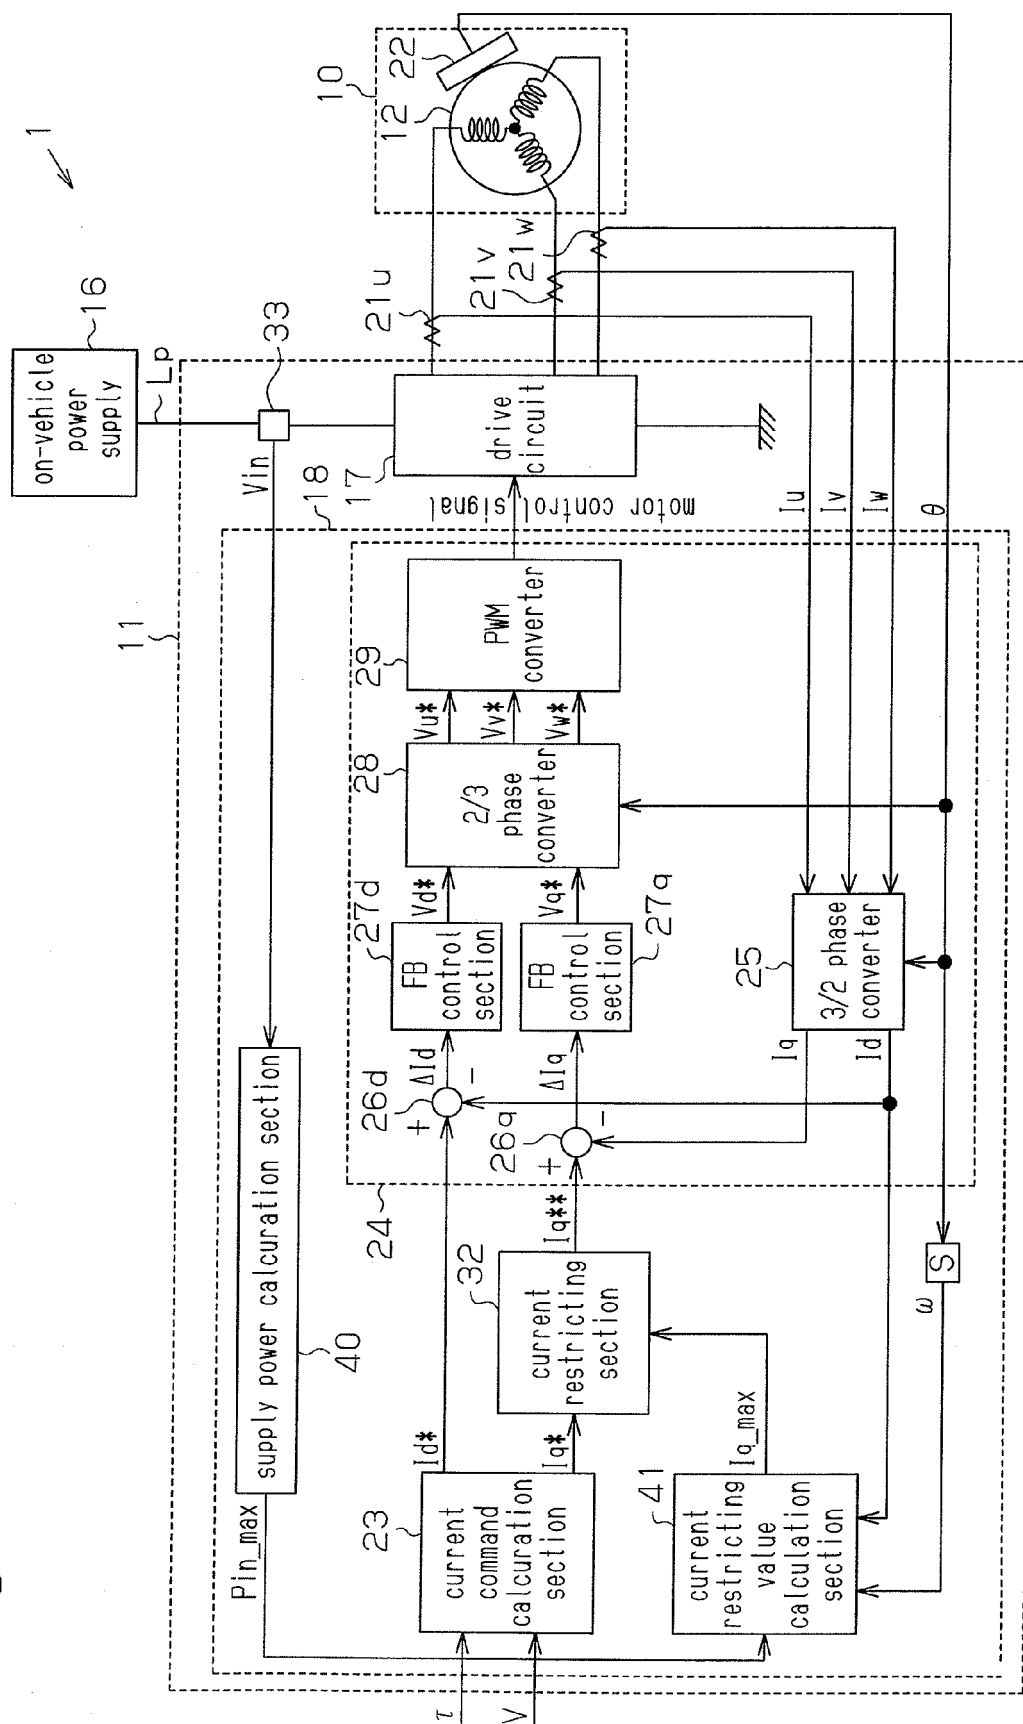 1
on-vehicle
power
supply
16
Lp
33
Vin
11
18
10
12
22
21u
21v
21w
17
drive
circuit
motor control signal
29
PWM
converter
Vu*
Vv*
Vw*
28
2/3
phase
converter
27d
Vd*
FB
control
section
27q
Vq*
FB
control
section
26d
ΔId
+
-
26q
ΔIq
+
-
24
Iu
Iv
Iw
θ
25
3/2 phase
converter
Iq
Id
supply power calcuration section
40
Pin_max
32
Iq**
current
restricting
section
Id*
Iq*
23
current
command
calcuration
section
Iq_max
41
current
restricting
value
calculation
section
S
ω
τ
V